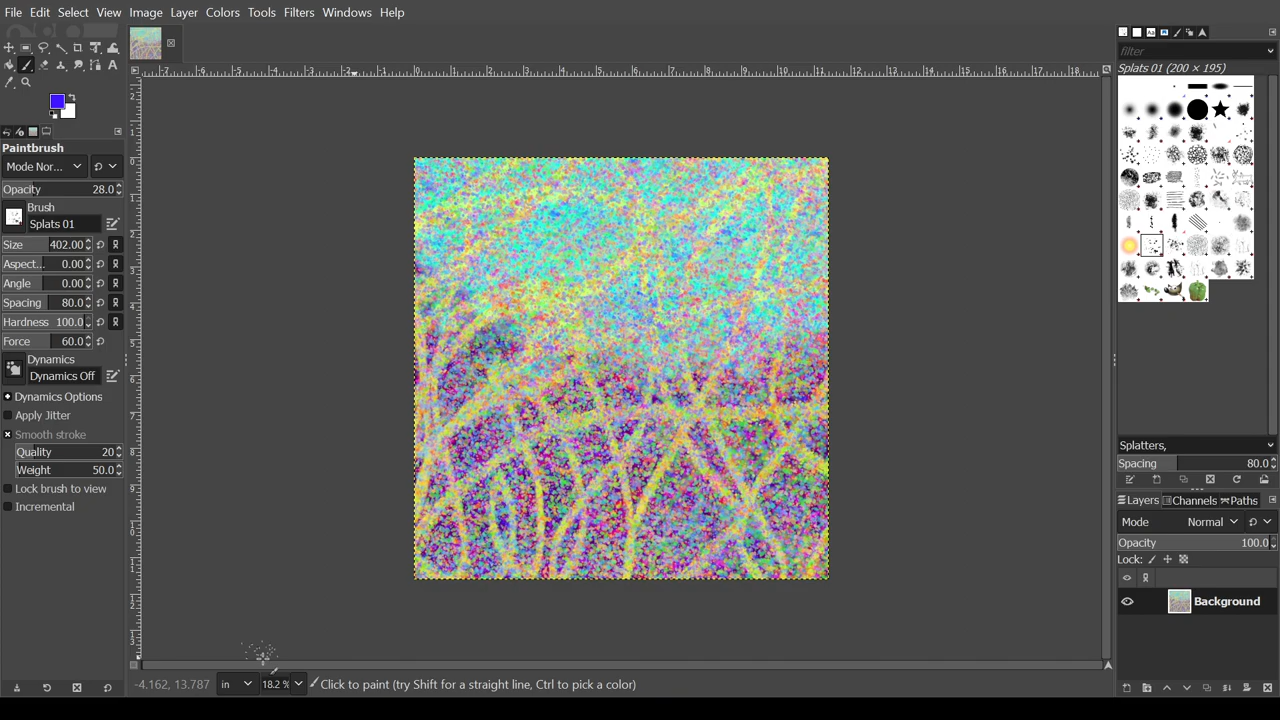 File Edit Select View Image Layer Colors Tools Filters Windows Help
Paintbrush
Mode Nor...
Opacity 28.0
Brush
Splats 01
Size 402.00
Aspect... 0.00
Angle 0.00
Spacing 80.0
Hardness 100.0
Force 60.0
Dynamics
Dynamics Off
Dynamics Options
Apply Jitter
Smooth stroke
Quality 20
Weight 50.0
Lock brush to view
Incremental
-4.162, 13.787 in 18.2 % Click to paint (try Shift for a straight line, Ctrl to pick a color)
filter
Splats 01 (200 × 195)
Splatters,
Spacing 80.0
Layers Channels Paths
Mode Normal
Opacity 100.0
Lock:
Background